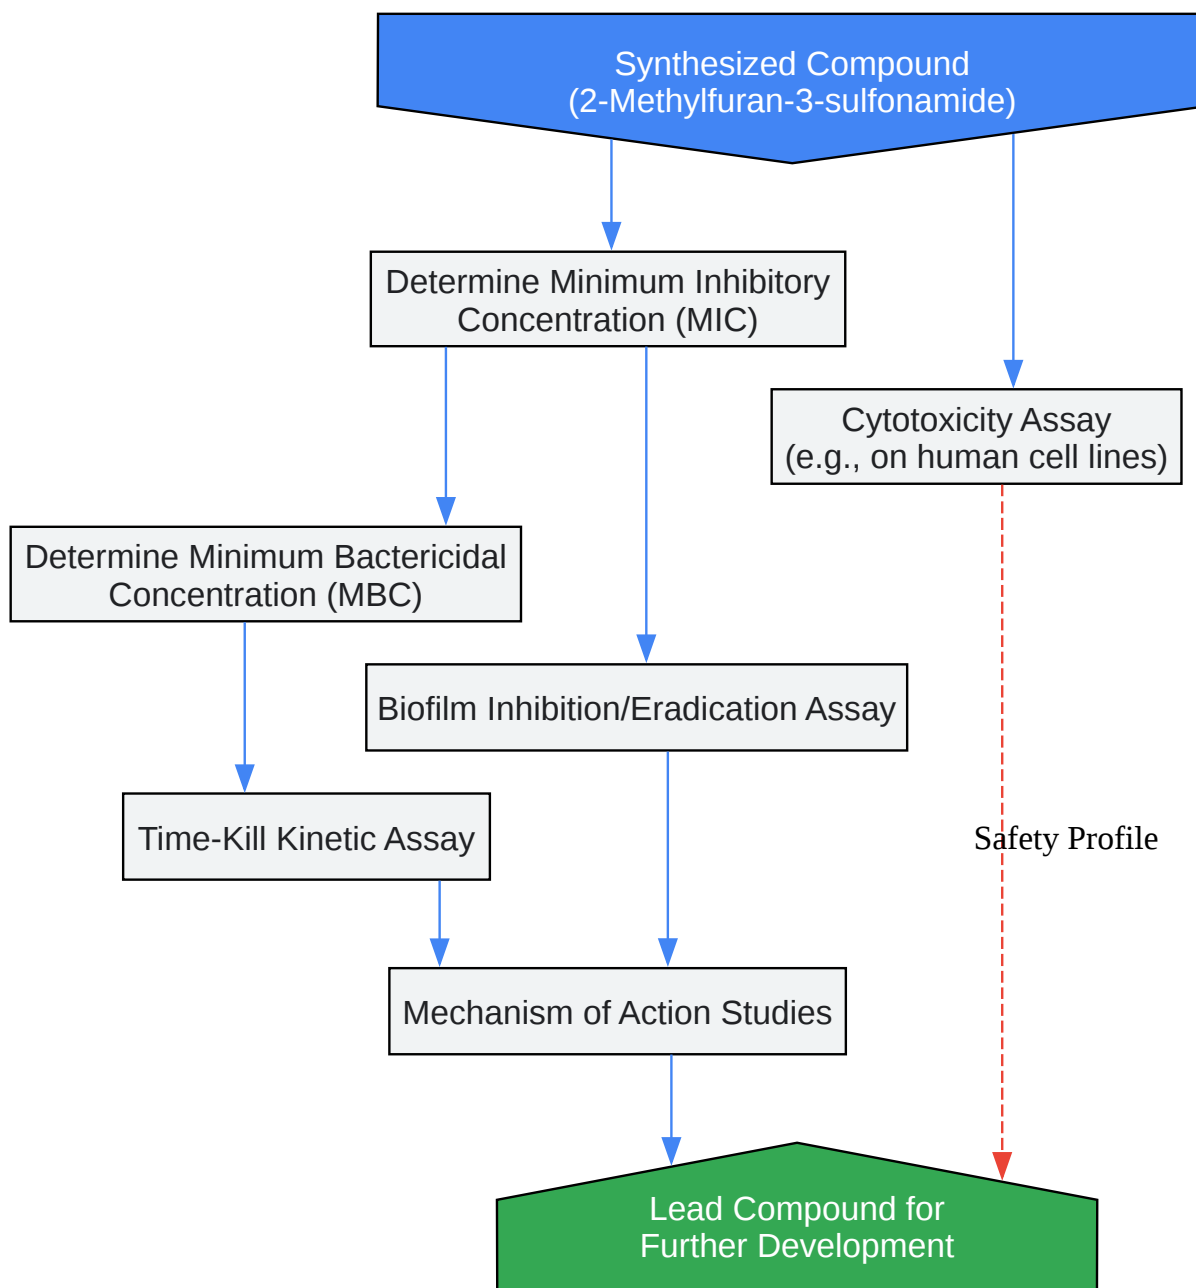 Synthesized Compound
(2-Methylfuran-3-sulfonamide)
Determine Minimum Inhibitory
Concentration (MIC)
Cytotoxicity Assay
(e.g., on human cell lines)
Determine Minimum Bactericidal
Concentration (MBC)
Biofilm Inhibition/Eradication Assay
Time-Kill Kinetic Assay
Safety Profile
Mechanism of Action Studies
Lead Compound for
Further Development